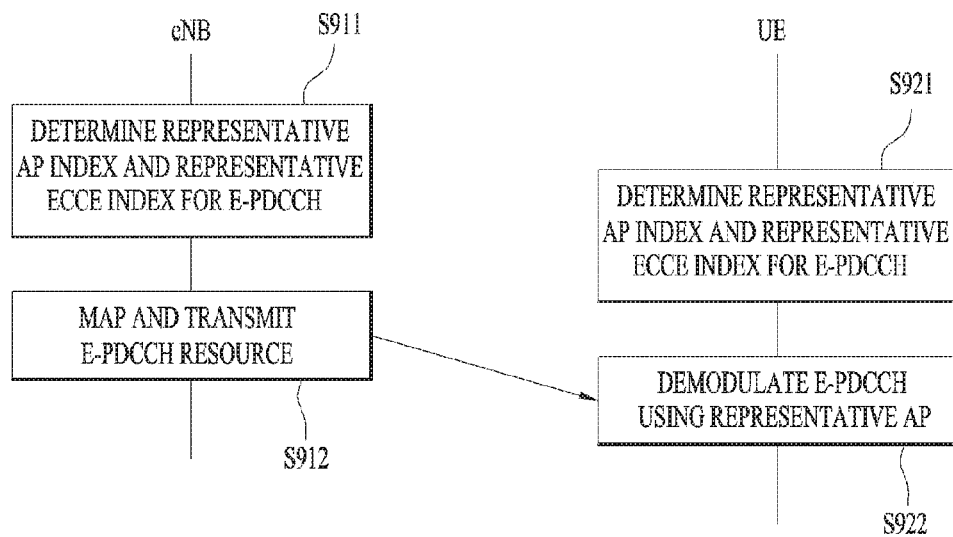 eNB
S911
UE
S921
DETERMINE REPRESENTATIVE
AP INDEX AND REPRESENTATIVE
ECCE INDEX FOR E-PDCCH
DETERMINE REPRESENTATIVE
AP INDEX AND REPRESENTATIVE
ECCE INDEX FOR E-PDCCH
MAP AND TRANSMIT
E-PDCCH RESOURCE
DEMODULATE E-PDCCH
USING REPRESENTATIVE AP
S912
S922